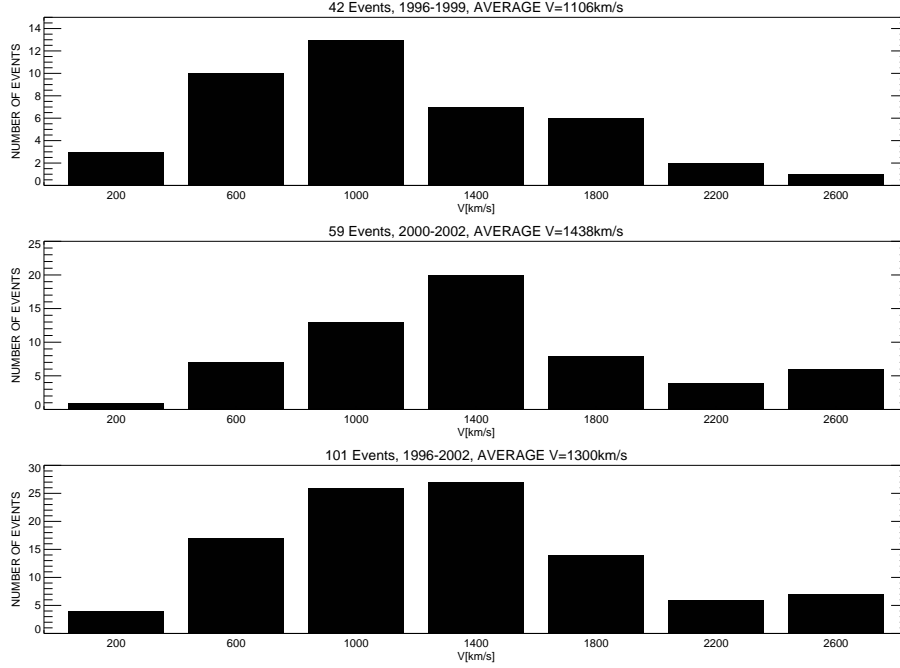 42 Events, 1996-1999, AVERAGE V=1106km/s
14
12
10
8
6
4
2
0
NUMBER OF EVENTS
200 600 1000 1400 1800 2200 2600
V[km/s]
59 Events, 2000-2002, AVERAGE V=1438km/s
25
20
15
10
5
0
NUMBER OF EVENTS
200 600 1000 1400 1800 2200 2600
V[km/s]
101 Events, 1996-2002, AVERAGE V=1300km/s
30
25
20
15
10
5
0
NUMBER OF EVENTS
200 600 1000 1400 1800 2200 2600
V[km/s]